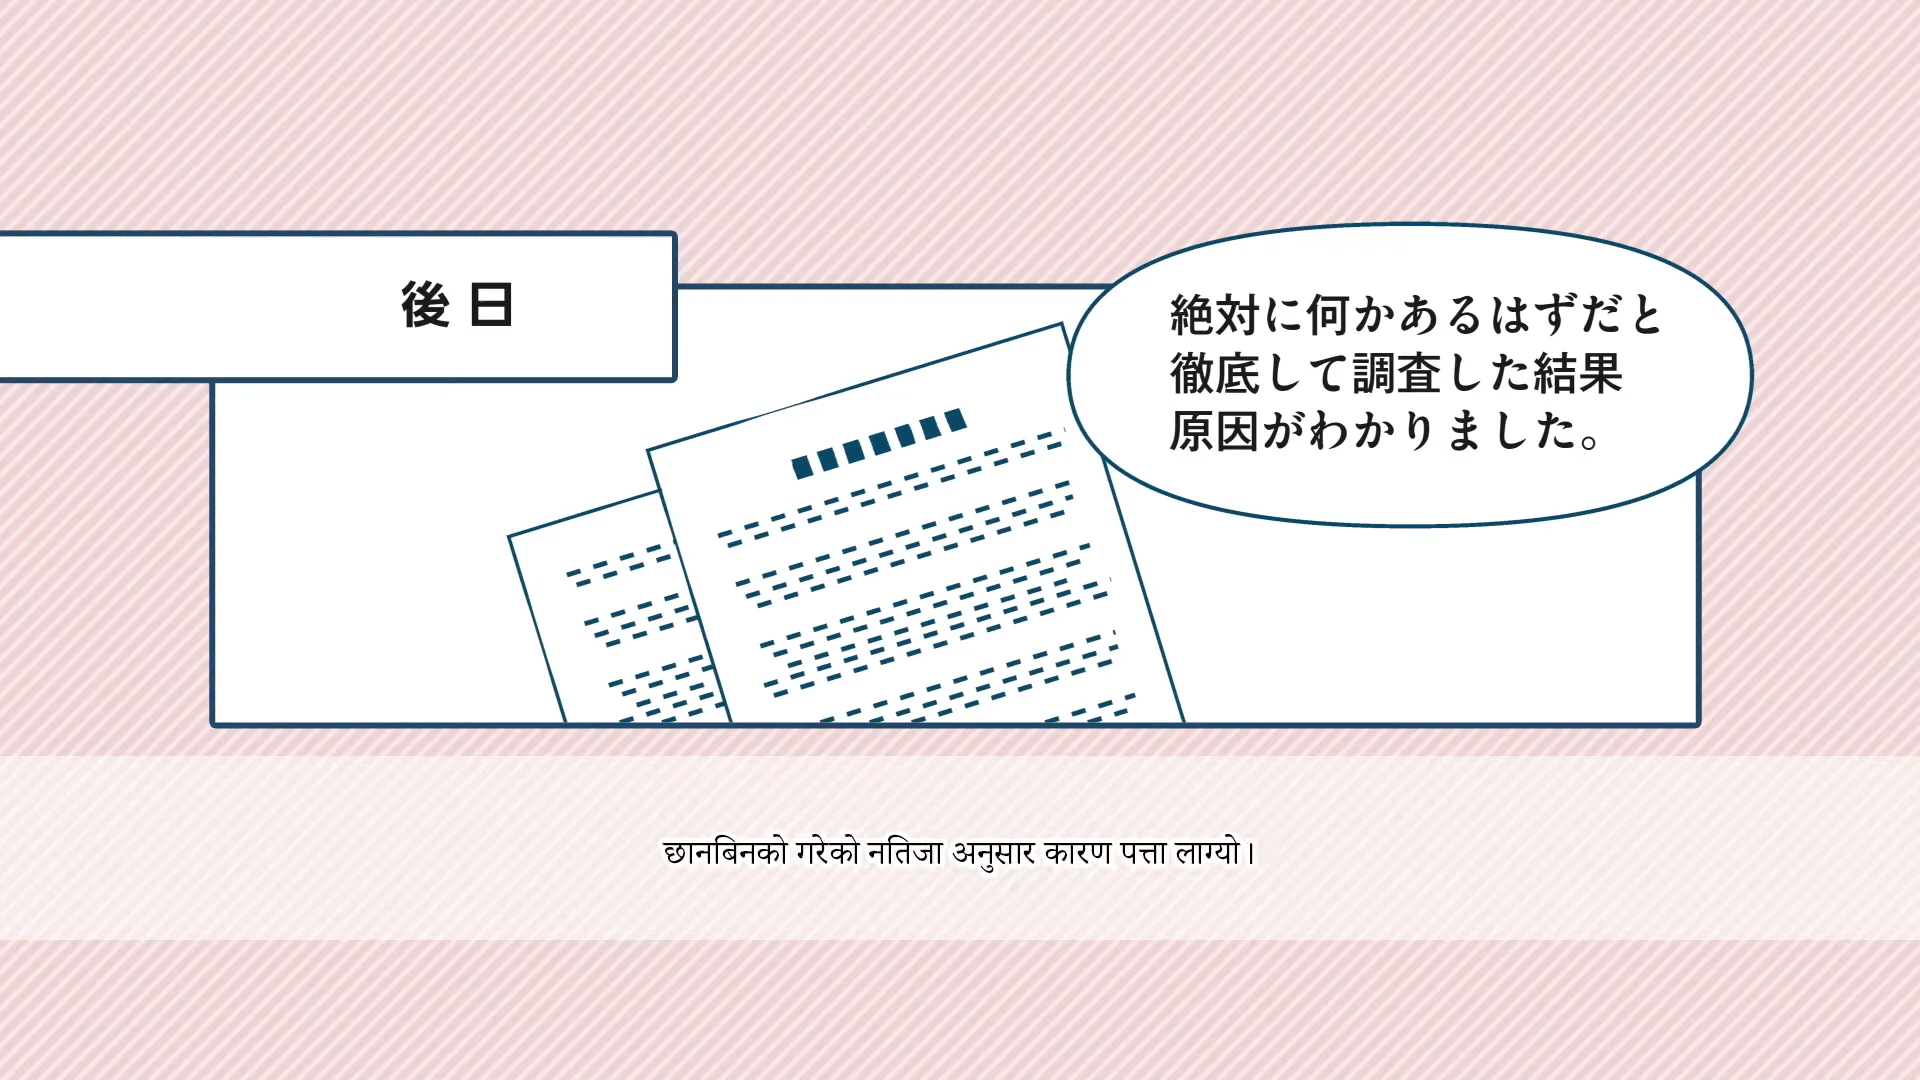 後日
絶対に何かあるはずだと
徹底して調査した結果
原因がわかりました。
छानबिनको गरेको नतिजा अनुसार कारण पत्ता लाग्यो।